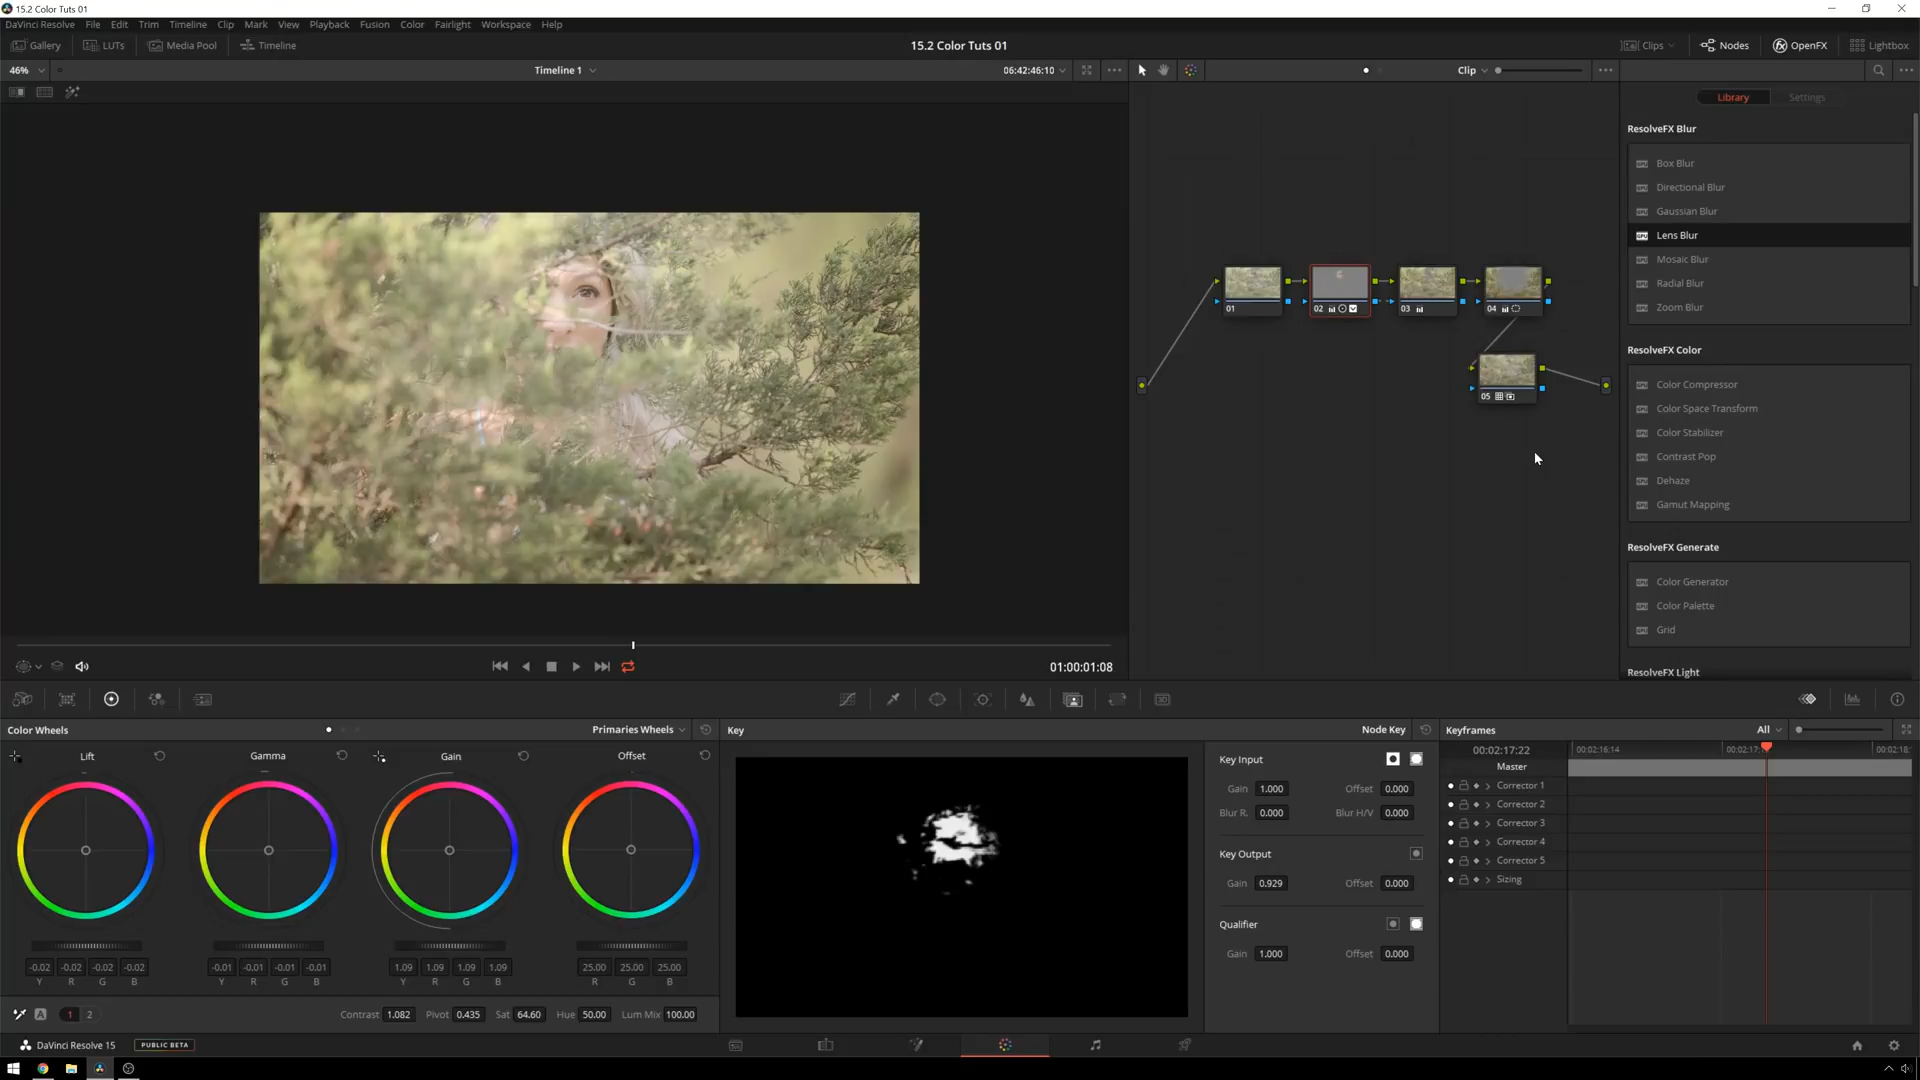 15.2 Color Tuts 01
DaVinci Resolve File Edit Trim Timeline Clip Mark View Playback Fusion Color Fairlight Workspace Help
Gallery LUTs Media Pool Timeline 15.2 Color Tuts 01 Clips Nodes OpenFX Lightbox
46% Timeline 1 06:42:46:10 Clip
Library Settings
ResolveFX Blur
Box Blur
Directional Blur
Gaussian Blur
Lens Blur
Mosaic Blur
Radial Blur
Zoom Blur
01 02 03 04
05
ResolveFX Color
Color Compressor
Color Space Transform
Color Stabilizer
Contrast Pop
Dehaze
Gamut Mapping
ResolveFX Generate
Color Generator
Color Palette
Grid
ResolveFX Light
01:00:01:08
Color Wheels Primaries Wheels Key Node Key Keyframes All
Lift Gamma Gain Offset
Key Input
Gain 1.000 Offset 0.000
Blur R. 0.000 Blur H/V 0.000
Key Output
Gain 0.929 Offset 0.000
Qualifier
Gain 1.000 Offset 0.000
00:02:17:22 00:02:16:14 00:02:17: 00:02:18:
Master
Corrector 1
Corrector 2
Corrector 3
Corrector 4
Corrector 5
Sizing
-0.02 -0.02 -0.02 -0.02 -0.01 -0.01 -0.01 -0.01 1.09 1.09 1.09 1.09 25.00 25.00 25.00
Y R G B Y R G B Y R G B R G B
A 1 2 Contrast 1.082 Pivot 0.435 Sat 64.60 Hue 50.00 Lum Mix 100.00
DaVinci Resolve 15 PUBLIC BETA